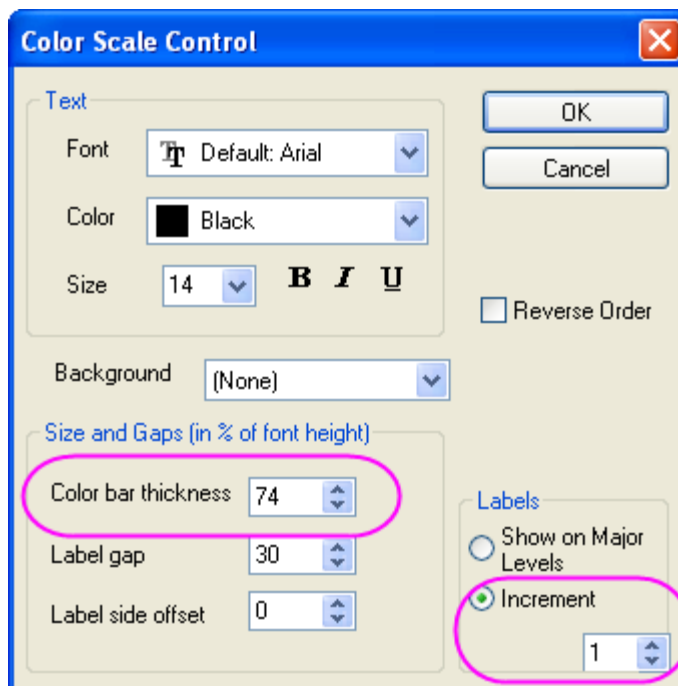 Color Scale Control
Text
Font
Default: Arial
Color
Black
Size
14
B I U
OK
Cancel
Reverse Order
Background
(None)
Size and Gaps (in % of font height)
Color bar thickness
74
Label gap
30
Label side offset
0
Labels
Show on Major
Levels
Increment
1